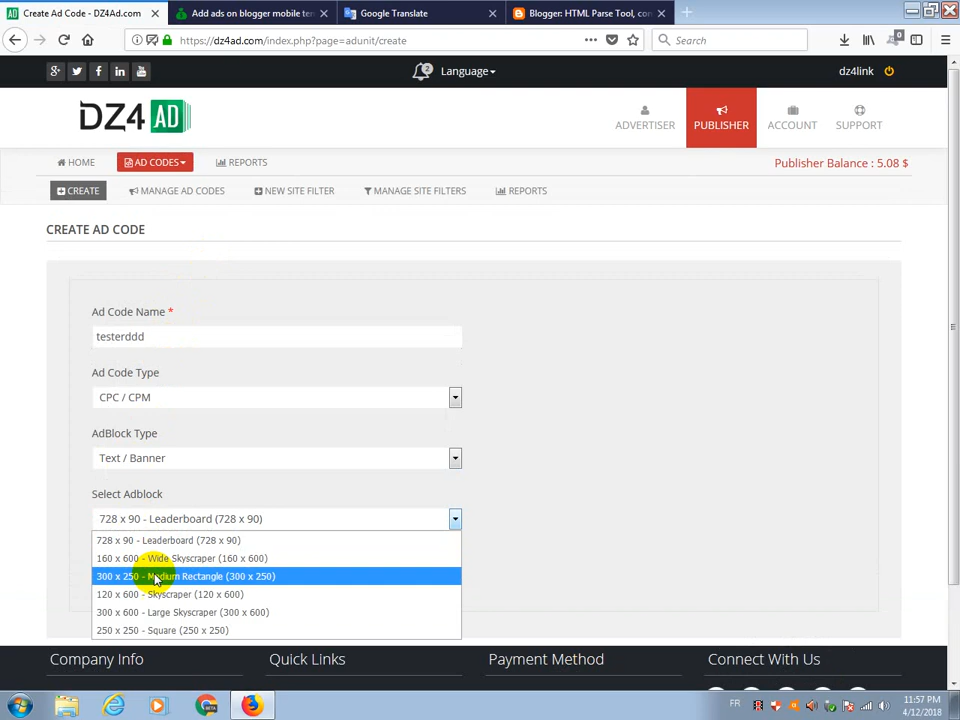 Create Ad Code - DZ4Ad.com
Add ads on blogger mobile ten
Google Translate
Blogger: HTML Parse Tool, con
https://dz4ad.com/index.php?page=adunit/create
Search
0
2
Language
dz4link
DZ4 AD
ADVERTISER
PUBLISHER
ACCOUNT
SUPPORT
HOME
AD CODES
REPORTS
Publisher Balance : 5.08 $
CREATE
MANAGE AD CODES
NEW SITE FILTER
MANAGE SITE FILTERS
REPORTS
CREATE AD CODE
Ad Code Name *
testerddd
Ad Code Type
CPC / CPM
AdBlock Type
Text / Banner
Select Adblock
728 x 90 - Leaderboard (728 x 90)
728 x 90 - Leaderboard (728 x 90)
160 x 600 - Wide Skyscraper (160 x 600)
300 x 250 - Medium Rectangle (300 x 250)
120 x 600 - Skyscraper (120 x 600)
300 x 600 - Large Skyscraper (300 x 600)
250 x 250 - Square (250 x 250)
Company Info
Quick Links
Payment Method
Connect With Us
FR
11:57 PM
4/12/2018